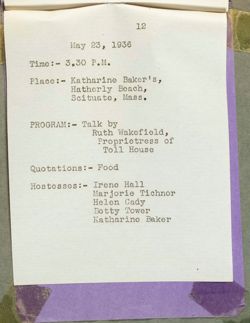 12
May 23, 1936
Time:- 3.30 P.M.
Place:- Katharine Baker's,
Hatherly Beach,
Scituate, Mass.
PROGRAM:- Talk by
Ruth Wakefield,
Proprietress of
Toll House
Quotations:- Food
Hostesses:- Irene Hall
Marjorie Tichnor
Helen Cady
Betty Tower
Katharine Baker